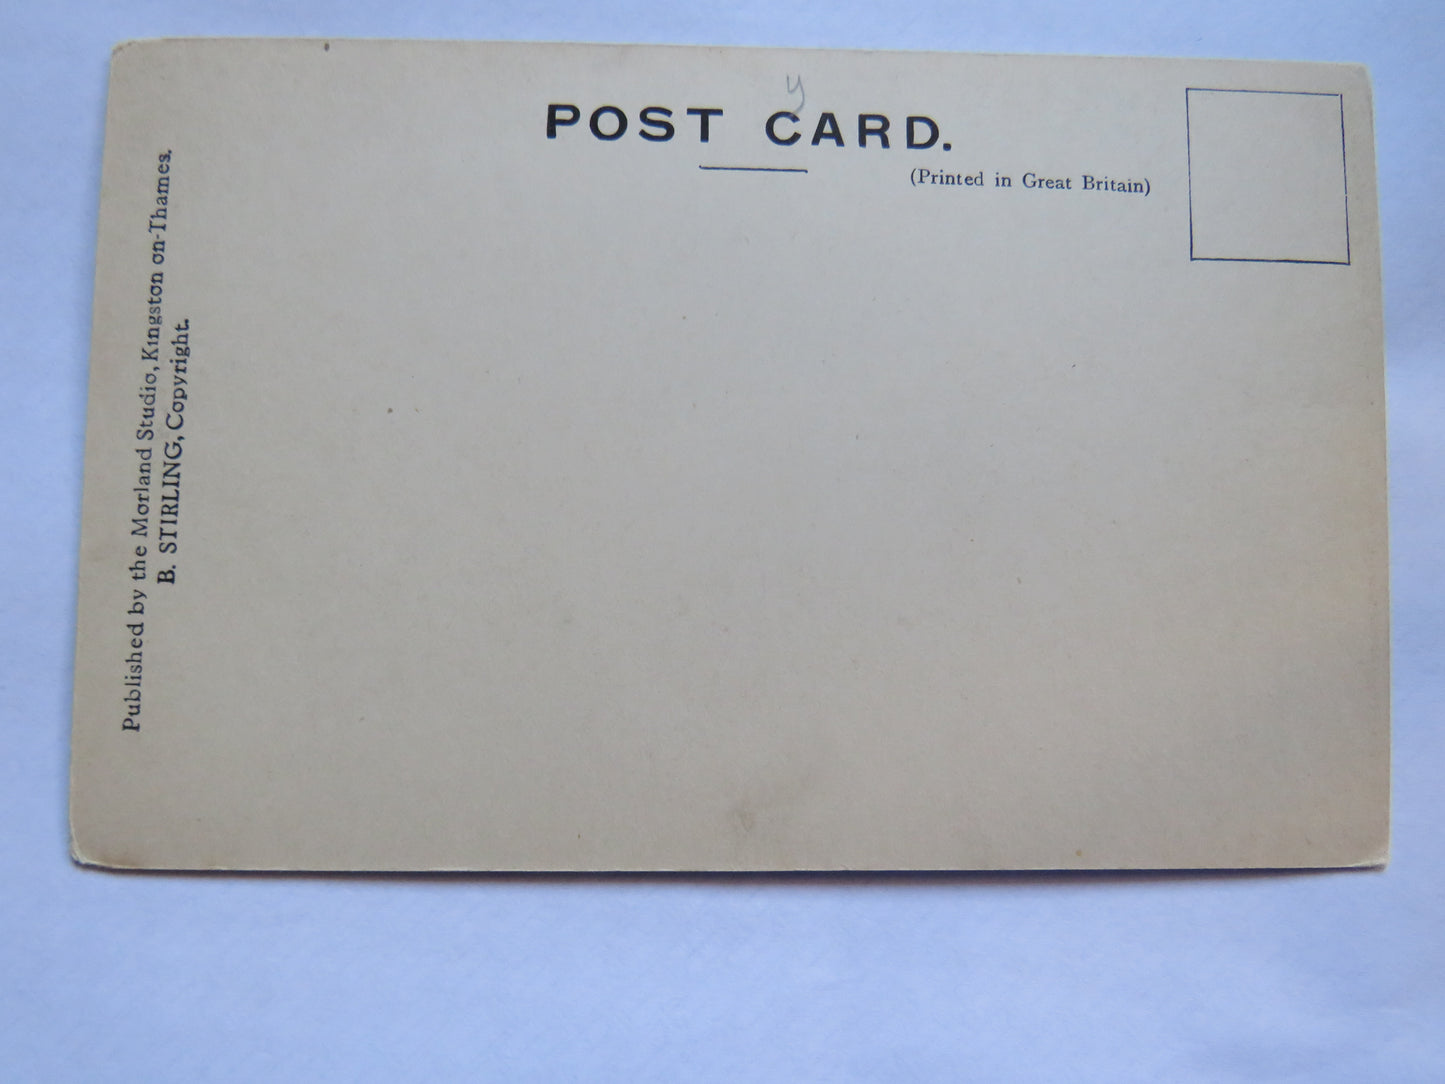 y
POST CARD.
(Printed in Great Britain)
Published by the Morland Studio, Kingston on-Thames.
B. STIRLING, Copyright.